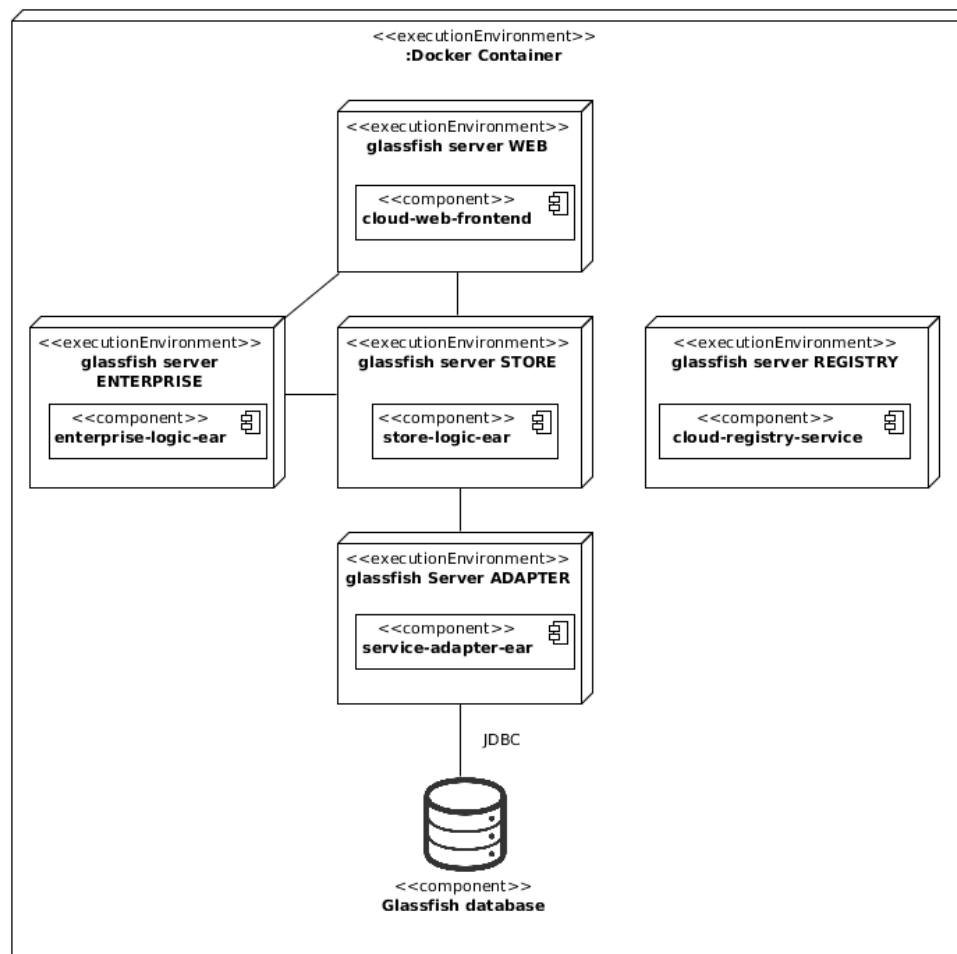 <<executionEnvironment>>
:Docker Container
<<executionEnvironment>>
glassfish server WEB
<<component>>
cloud-web-frontend
<<executionEnvironment>>
glassfish server
ENTERPRISE
<<component>>
enterprise-logic-ear
<<executionEnvironment>>
glassfish server STORE
<<component>>
store-logic-ear
<<executionEnvironment>>
glassfish server REGISTRY
<<component>>
cloud-registry-service
<<executionEnvironment>>
glassfish Server ADAPTER
<<component>>
service-adapter-ear
JDBC
<<component>>
Glassfish database